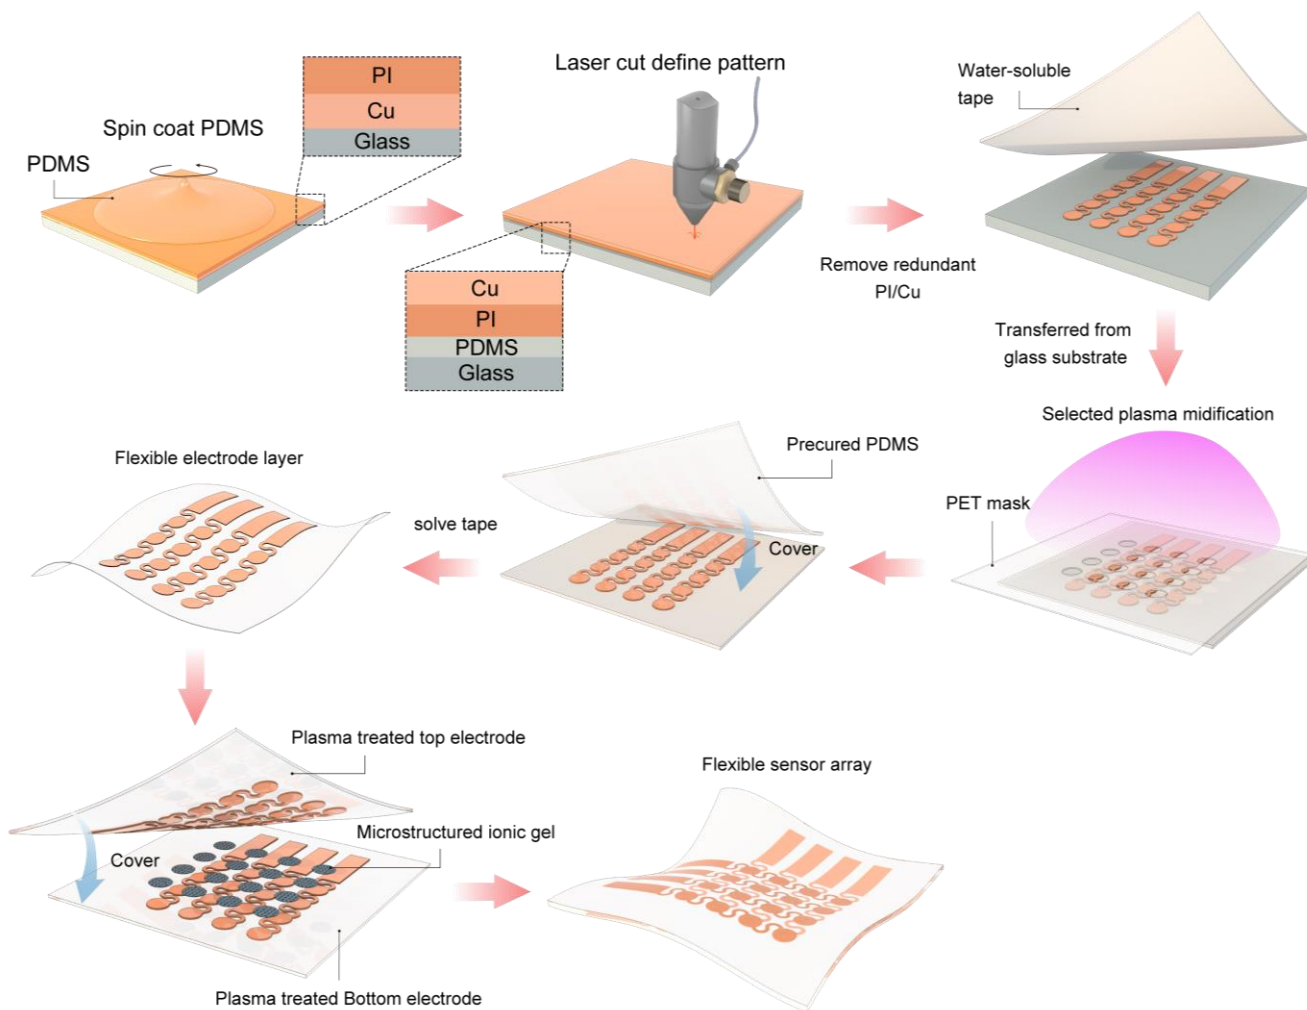 Spin coat PDMS
PDMS
PI
Cu
Glass
Laser cut define pattern
Cu
PI
PDMS
Glass
Remove redundant
PI/Cu
Water-soluble
tape
Transferred from
glass substrate
Selected plasma midification
PET mask
Precured PDMS
Cover
solve tape
Flexible electrode layer
Plasma treated top electrode
Microstructured ionic gel
Cover
Plasma treated Bottom electrode
Flexible sensor array